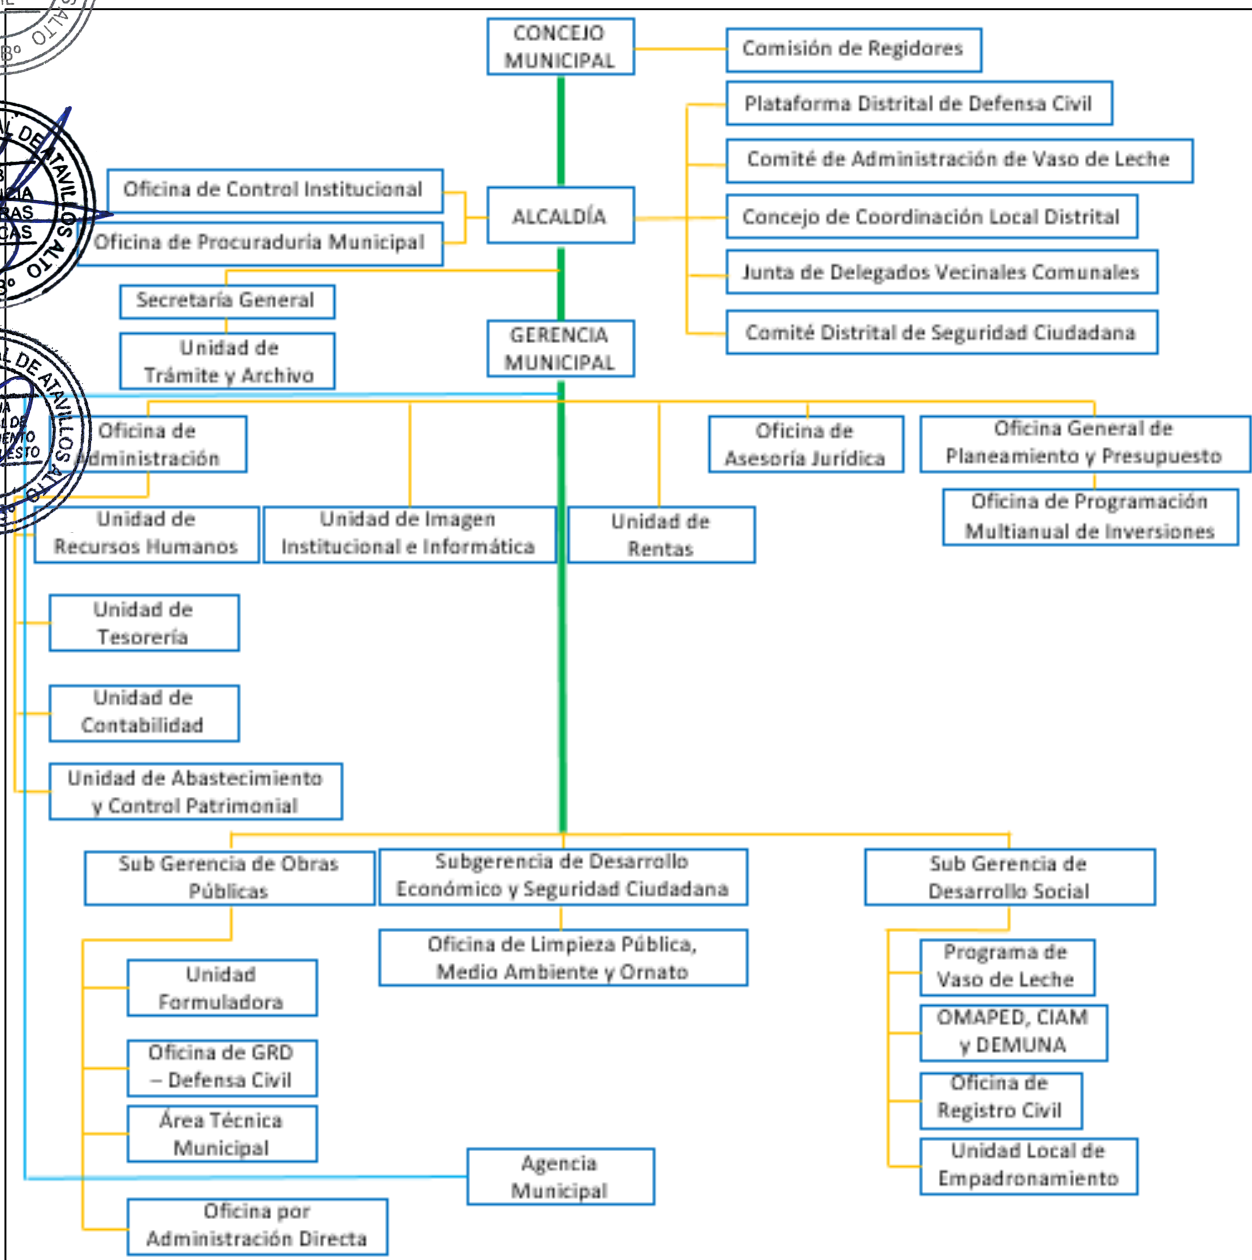 CONCEJO
MUNICIPAL
Comisión de Regidores
Plataforma Distrital de Defensa Civil
Comité de Administración de Vaso de Leche
Oficina de Control Institucional
ALCALDÍA
Concejo de Coordinación Local Distrital
Oficina de Procuraduría Municipal
Junta de Delegados Vecinales Comunales
Secretaría General
Comité Distrital de Seguridad Ciudadana
GERENCIA
MUNICIPAL
Unidad de
Trámite y Archivo
Oficina de
Administración
Oficina de
Asesoría Jurídica
Oficina General de
Planeamiento y Presupuesto
Unidad de
Recursos Humanos
Unidad de Imagen
Institucional e Informática
Unidad de
Rentas
Oficina de Programación
Multianual de Inversiones
Unidad de
Tesorería
Unidad de
Contabilidad
Unidad de Abastecimiento
y Control Patrimonial
Sub Gerencia de Obras
Públicas
Subgerencia de Desarrollo
Económico y Seguridad Ciudadana
Sub Gerencia de
Desarrollo Social
Oficina de Limpieza Pública,
Medio Ambiente y Ornato
Unidad
Formuladora
Oficina de GRD
– Defensa Civil
Área Técnica
Municipal
Oficina por
Administración Directa
Agencia
Municipal
Programa de
Vaso de Leche
OMAPED, CIAM
y DEMUNA
Oficina de
Registro Civil
Unidad Local de
Empadronamiento
SALTO
DE ATAVILLOS ALTO
DE ATAVILLOS ALTO